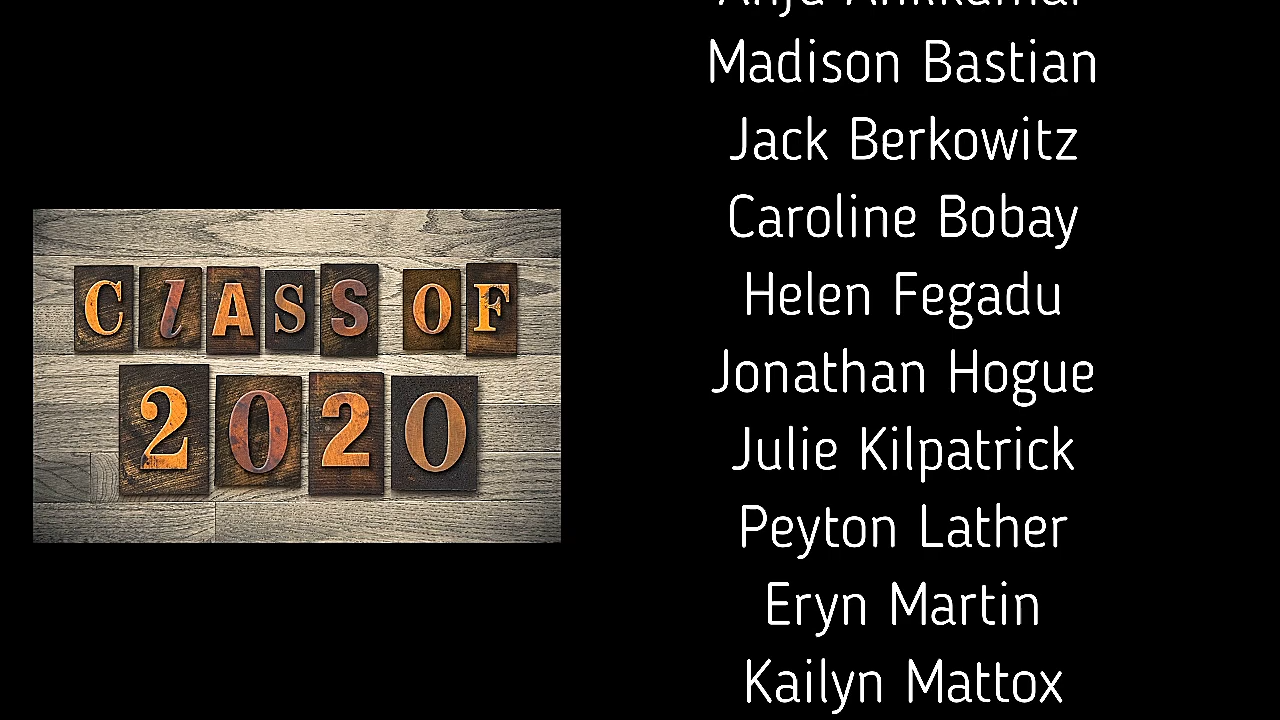 CLASS OF
2020
Madison Bastian
Jack Berkowitz
Caroline Bobay
Helen Fegadu
Jonathan Hogue
Julie Kilpatrick
Peyton Lather
Eryn Martin
Kailyn Mattox